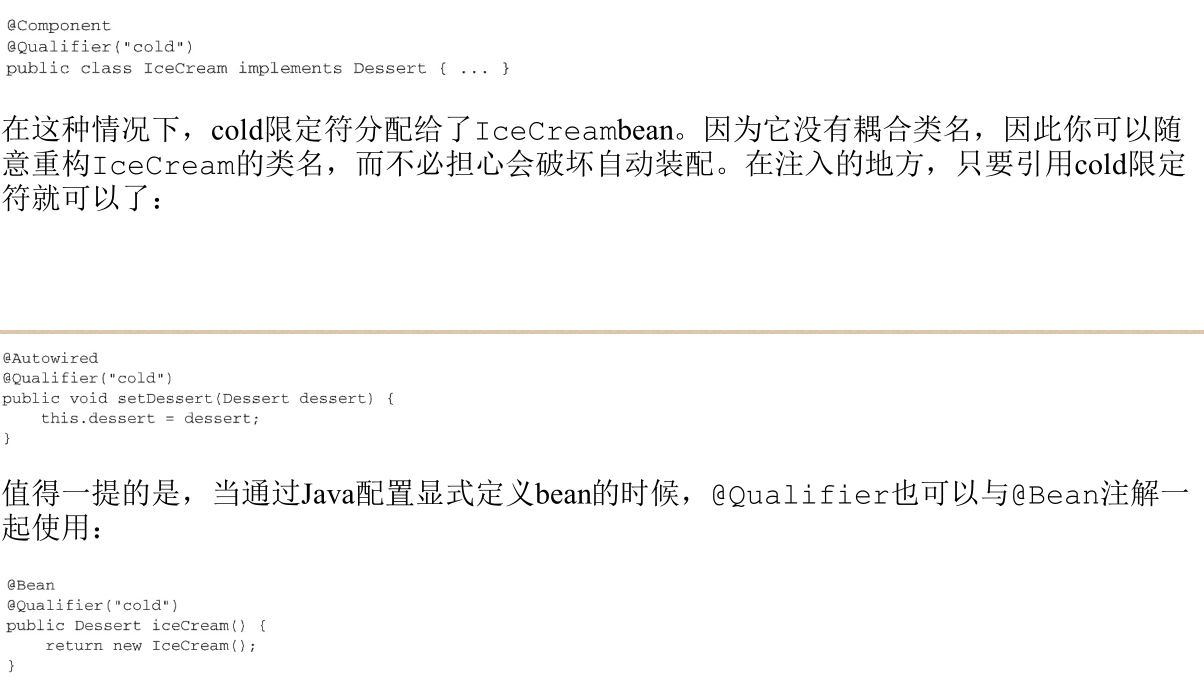 @Component
@Qualifier("cold")
public class IceCream implements Dessert { ... }
在这种情况下，cold限定符分配给了IceCreambean。因为它没有耦合类名，因此你可以随
意重构IceCream的类名，而不必担心会破坏自动装配。在注入的地方，只要引用cold限定
符就可以了：
@Autowired
@Qualifier("cold")
public void setDessert(Dessert dessert) {
    this.dessert = dessert;
}
值得一提的是，当通过Java配置显式定义bean的时候，@Qualifier也可以与@Bean注解一
起使用：
@Bean
@Qualifier("cold")
public Dessert iceCream() {
    return new IceCream();
}